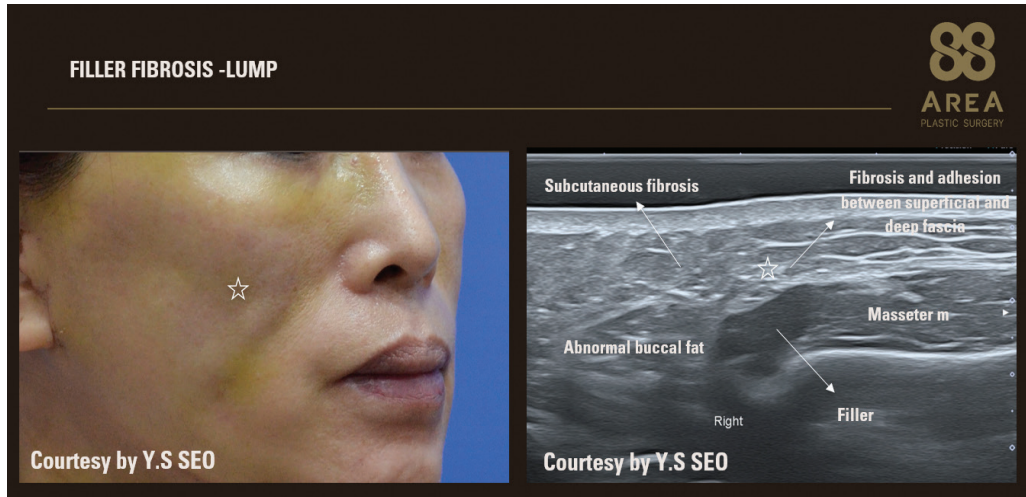 FILLER FIBROSIS -LUMP
88
AREA
PLASTIC SURGERY
Subcutaneous fibrosis
Fibrosis and adhesion
between superficial and
deep fascia
Abnormal buccal fat
Masseter m
Filler
Right
Courtesy by Y.S SEO
Courtesy by Y.S SEO